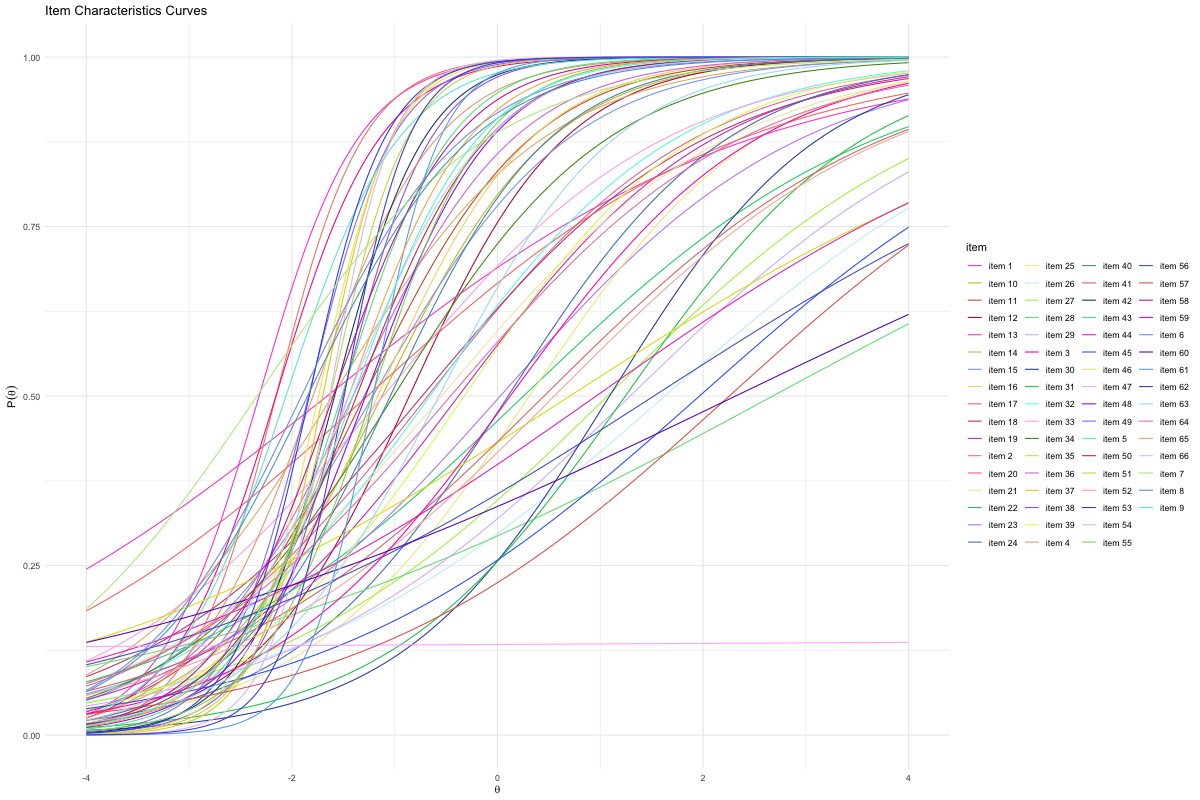 Item Characteristics Curves
1.00
0.75
0.50
0.25
0.00
P(θ)
-4 -2 0 2 4
θ
item
item 1 item 25 item 40 item 56
item 10 item 26 item 41 item 57
item 11 item 27 item 42 item 58
item 12 item 28 item 43 item 59
item 13 item 29 item 44 item 6
item 14 item 3 item 45 item 60
item 15 item 30 item 46 item 61
item 16 item 31 item 47 item 62
item 17 item 32 item 48 item 63
item 18 item 33 item 49 item 64
item 19 item 34 item 5 item 65
item 2 item 35 item 50 item 66
item 20 item 36 item 51 item 7
item 21 item 37 item 52 item 8
item 22 item 38 item 53 item 9
item 23 item 39 item 54
item 24 item 4 item 55